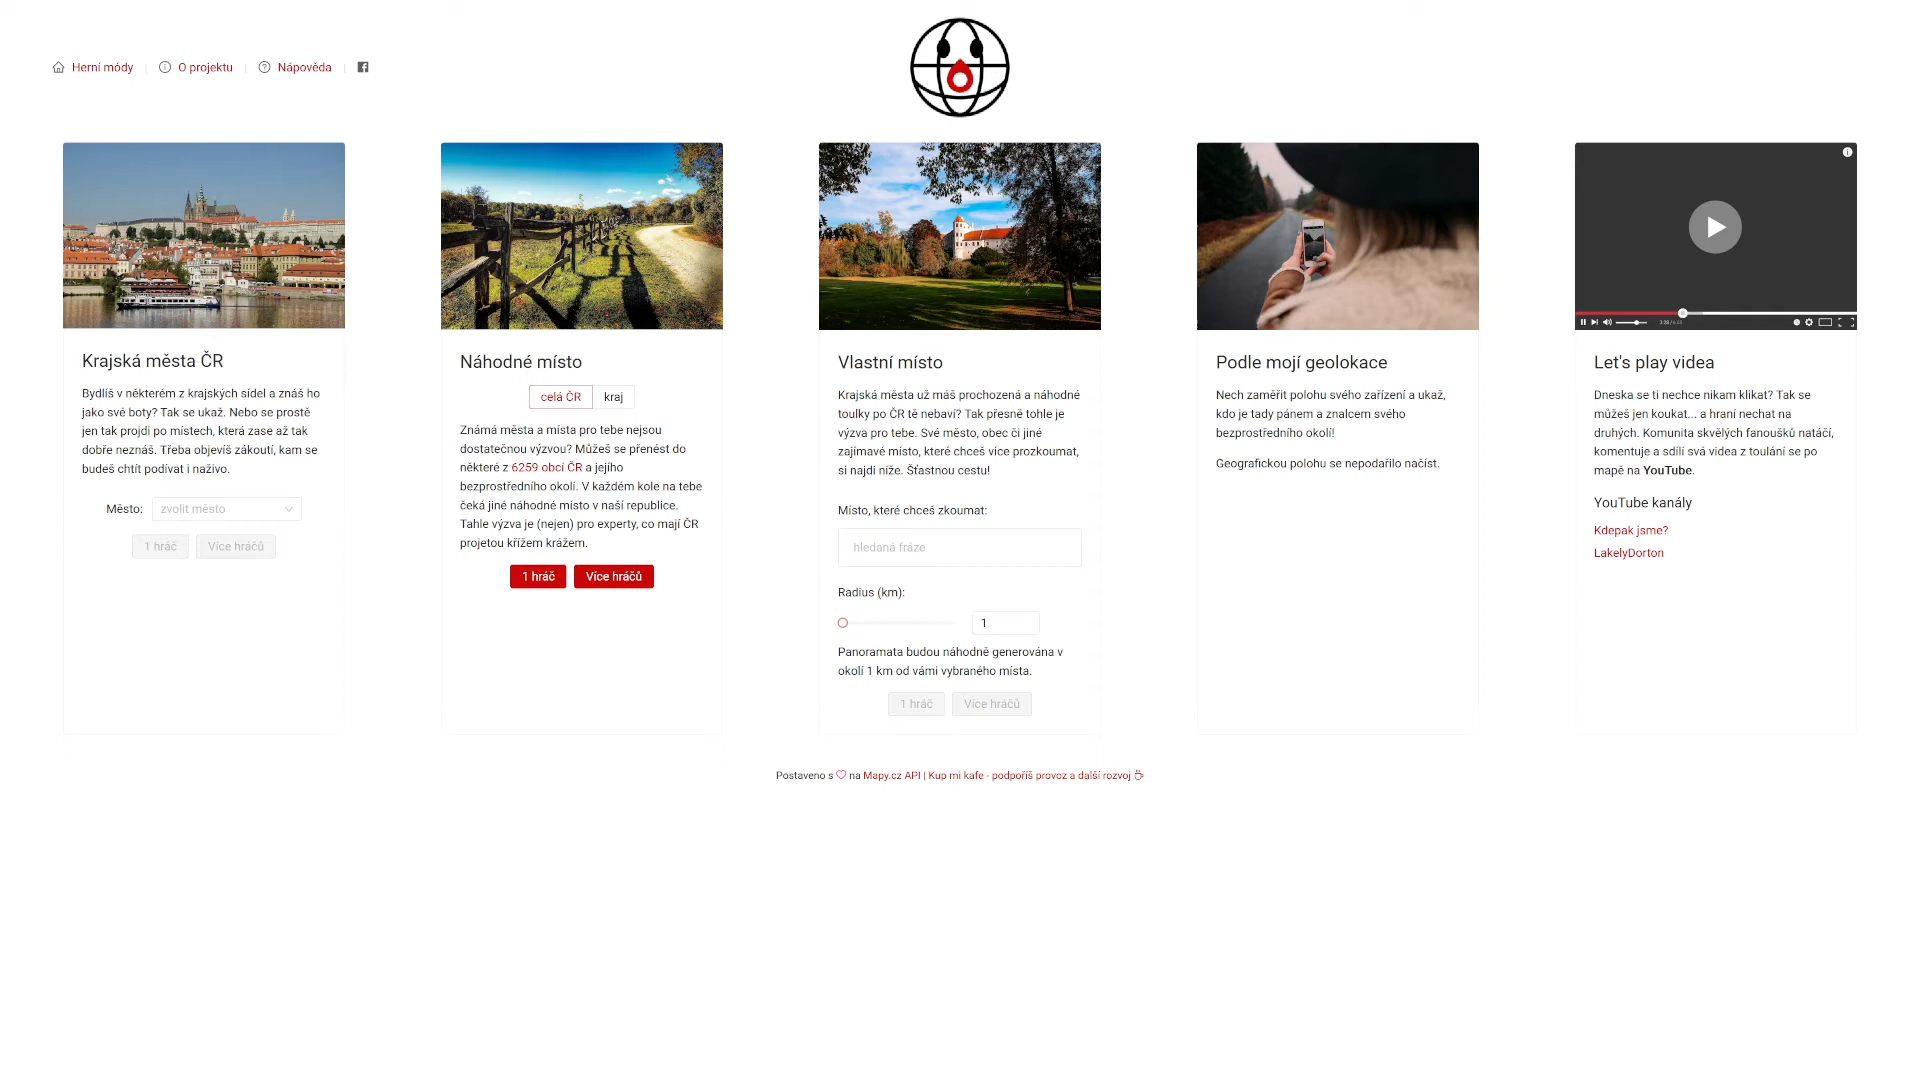 Herní módy
O projektu
Nápověda
Krajská města ČR
Bydlíš v některém z krajských sídel a znáš ho
jako své boty? Tak se ukaž. Nebo se prostě
jen tak projdi po místech, která zase až tak
dobře neznáš. Třeba objevíš zákoutí, kam se
budeš chtít podívat i naživo.
Město: zvolit město
1 hráč Více hráčů
Náhodné místo
celá ČR kraj
Známá města a místa pro tebe nejsou
dostatečnou výzvou? Můžeš se přenést do
některé z 6259 obcí ČR a jejího
bezprostředního okolí. V každém kole na tebe
čeká jiné náhodné místo v naší republice.
Tahle výzva je (nejen) pro experty, co mají ČR
projetou křížem krážem.
1 hráč Více hráčů
Vlastní místo
Krajská města už máš prochozená a náhodné
toulky po ČR tě nebaví? Tak přesně tohle je
výzva pro tebe. Své město, obec či jiné
zajímavé místo, které chceš více prozkoumat,
si najdi níže. Šťastnou cestu!
Místo, které chceš zkoumat:
hledaná fráze
Radius (km):
1
Panoramata budou náhodně generována v
okolí 1 km od vámi vybraného místa.
1 hráč Více hráčů
Podle mojí geolokace
Nech zaměřit polohu svého zařízení a ukaž,
kdo je tady pánem a znalcem svého
bezprostředního okolí!
Geografickou polohu se nepodařilo načíst.
Let's play videa
Dneska se ti nechce nikam klikat? Tak se
můžeš jen koukat... a hraní nechat na
druhých. Komunita skvělých fanoušků natáčí,
komentuje a sdílí svá videa z toulání se po
mapě na YouTube.
YouTube kanály
Kdepak jsme?
LakelyDorton
Postaveno s na Mapy.cz API | Kup mi kafe - podpoříš provoz a další rozvoj